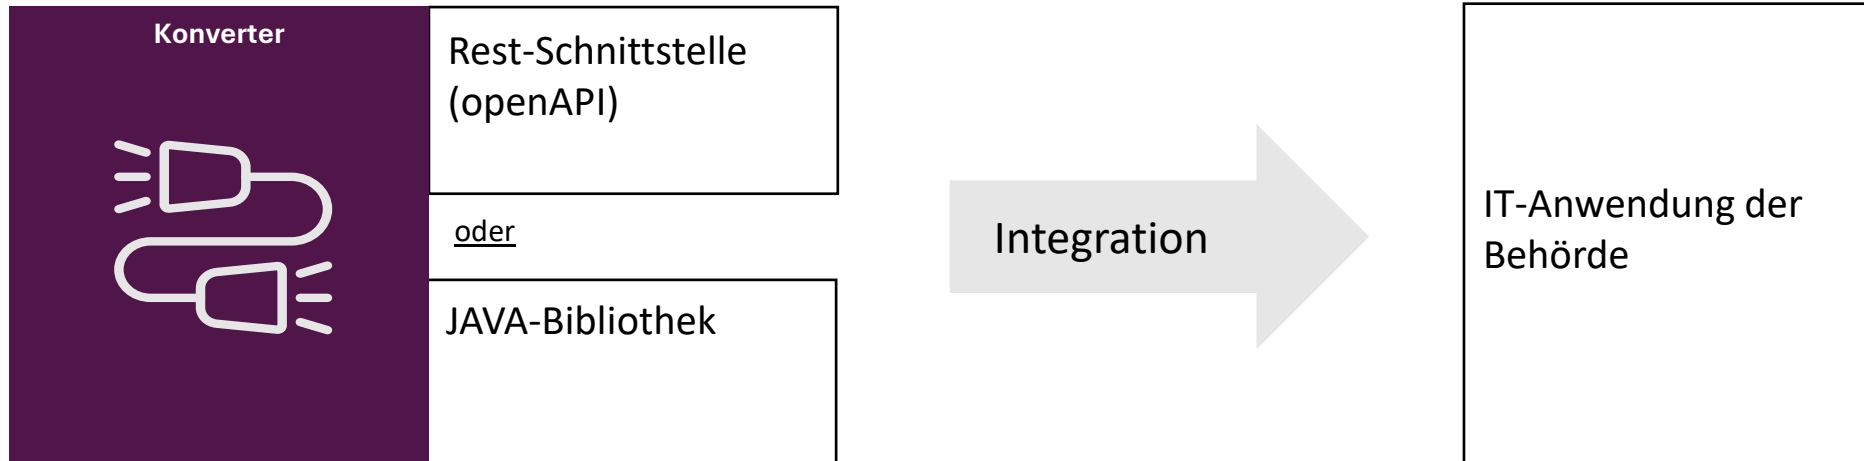 Konverter
Rest-Schnittstelle
(openAPI)
oder
JAVA-Bibliothek
Integration
IT-Anwendung der
Behörde